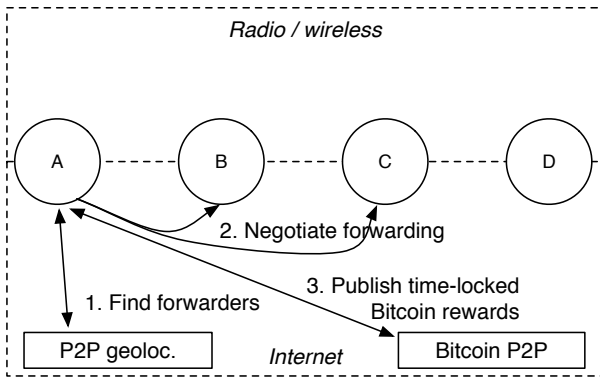 Radio / wireless
A
B
C
D
2. Negotiate forwarding
3. Publish time-locked
Bitcoin rewards
1. Find forwarders
P2P geoloc.
Internet
Bitcoin P2P